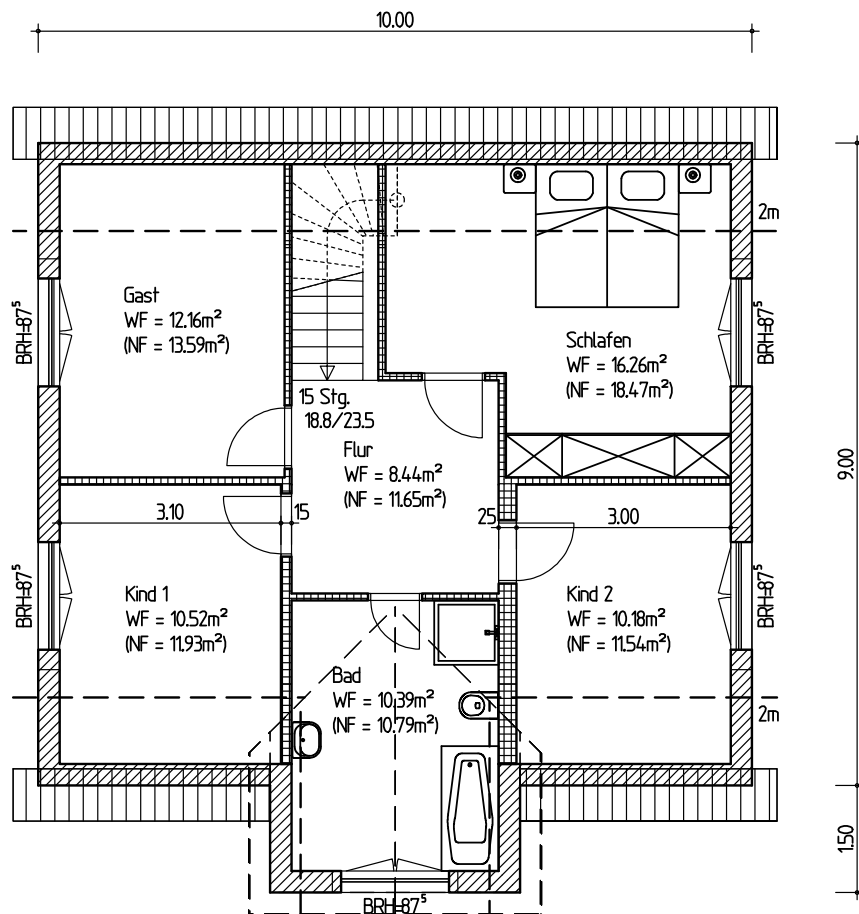 10.00
2m
Gast
WF = 12.16m²
(NF = 13.59m²)
BRH=87⁵
BRH=87⁵
Schlafen
WF = 16.26m²
(NF = 18.47m²)
15 Stg.
18.8/23.5
Flur
WF = 8.44m²
(NF = 11.65m²)
9.00
3.10
15
25
3.00
Kind 1
WF = 10.52m²
(NF = 11.93m²)
BRH=87⁵
Kind 2
WF = 10.18m²
(NF = 11.54m²)
BRH=87⁵
Bad
WF = 10.39m²
(NF = 10.79m²)
2m
1.50
BRH=87⁵